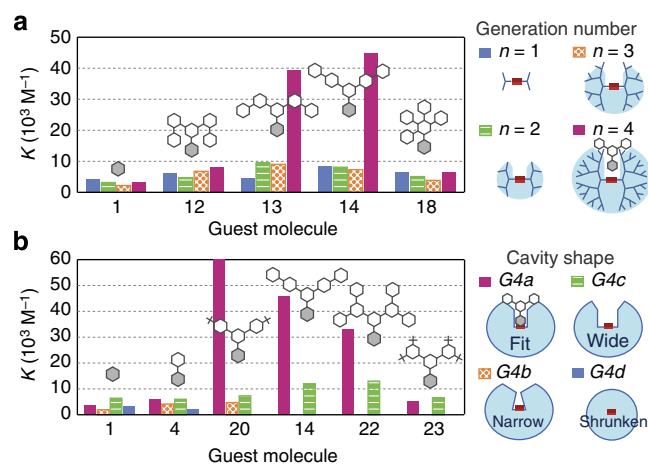 a
K (10³ M⁻¹)
50
40
30
20
10
0
1 12 13 14 18
Guest molecule
Generation number
n = 1 n = 3
n = 2 n = 4
b
K (10³ M⁻¹)
60
50
40
30
20
10
0
1 4 20 14 22 23
Guest molecule
Cavity shape
G4a G4c
Fit Wide
G4b G4d
Narrow Shrunken